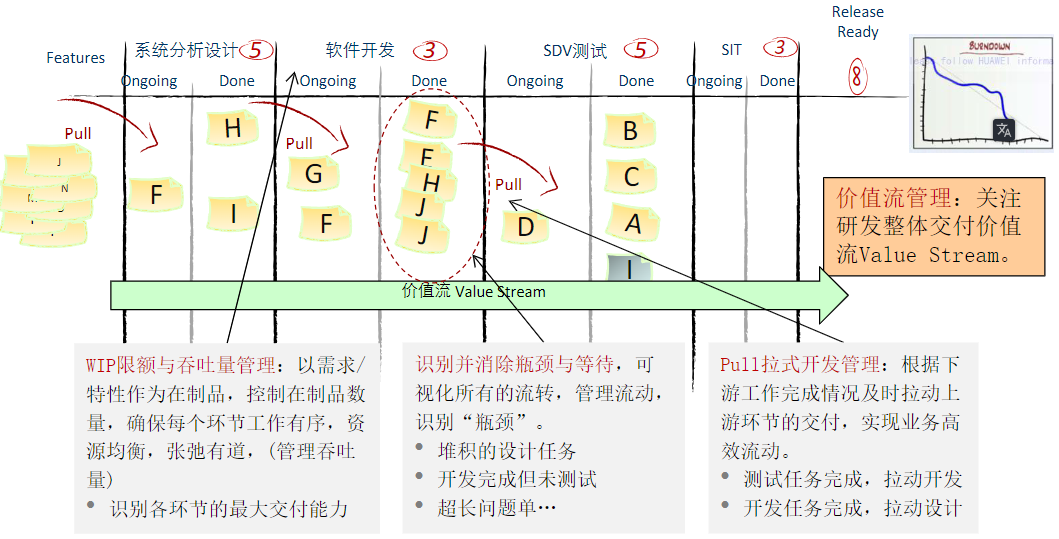 Features
系统分析设计 5
软件开发 3
SDV测试 5
SIT 3
Release
Ready
8
Ongoing Done
Ongoing Done
Ongoing Done
Ongoing Done
BURNDOWN
follow HUAWEI informa
Pull
Pull
Pull
J
N
F
H
I
G
F
F
F
H
J
J
D
B
C
A
I
价值流管理：关注
研发整体交付价值
流Value Stream。
价值流 Value Stream
WIP限额与吞吐量管理：以需求/
特性作为在制品，控制在制品数
量，确保每个环节工作有序，资
源均衡，张弛有道，(管理吞吐
量)
• 识别各环节的最大交付能力
识别并消除瓶颈与等待，可
视化所有的流转，管理流动，
识别“瓶颈”。
• 堆积的设计任务
• 开发完成但未测试
• 超长问题单…
Pull拉式开发管理：根据下
游工作完成情况及时拉动上
游环节的交付，实现业务高
效流动。
• 测试任务完成，拉动开发
• 开发任务完成，拉动设计